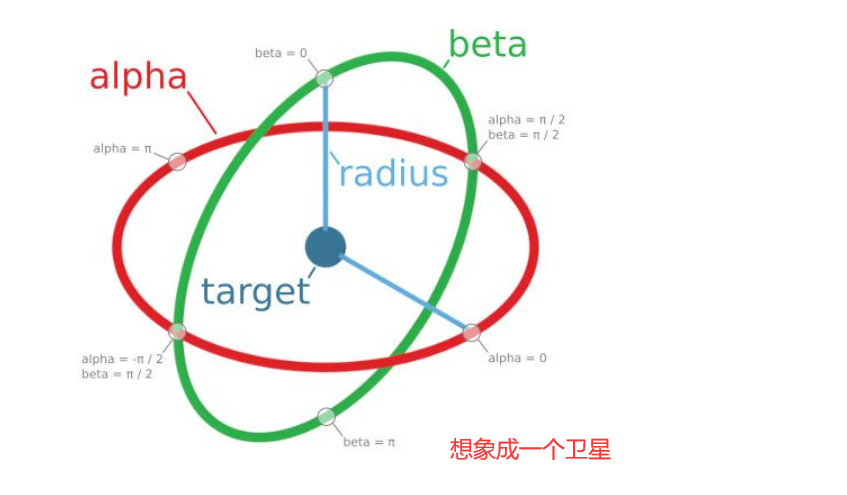 beta = 0
beta
alpha
alpha = π / 2
beta = π / 2
alpha = π
radius
target
alpha = -π / 2
beta = π / 2
alpha = 0
beta = π
想象成一个卫星